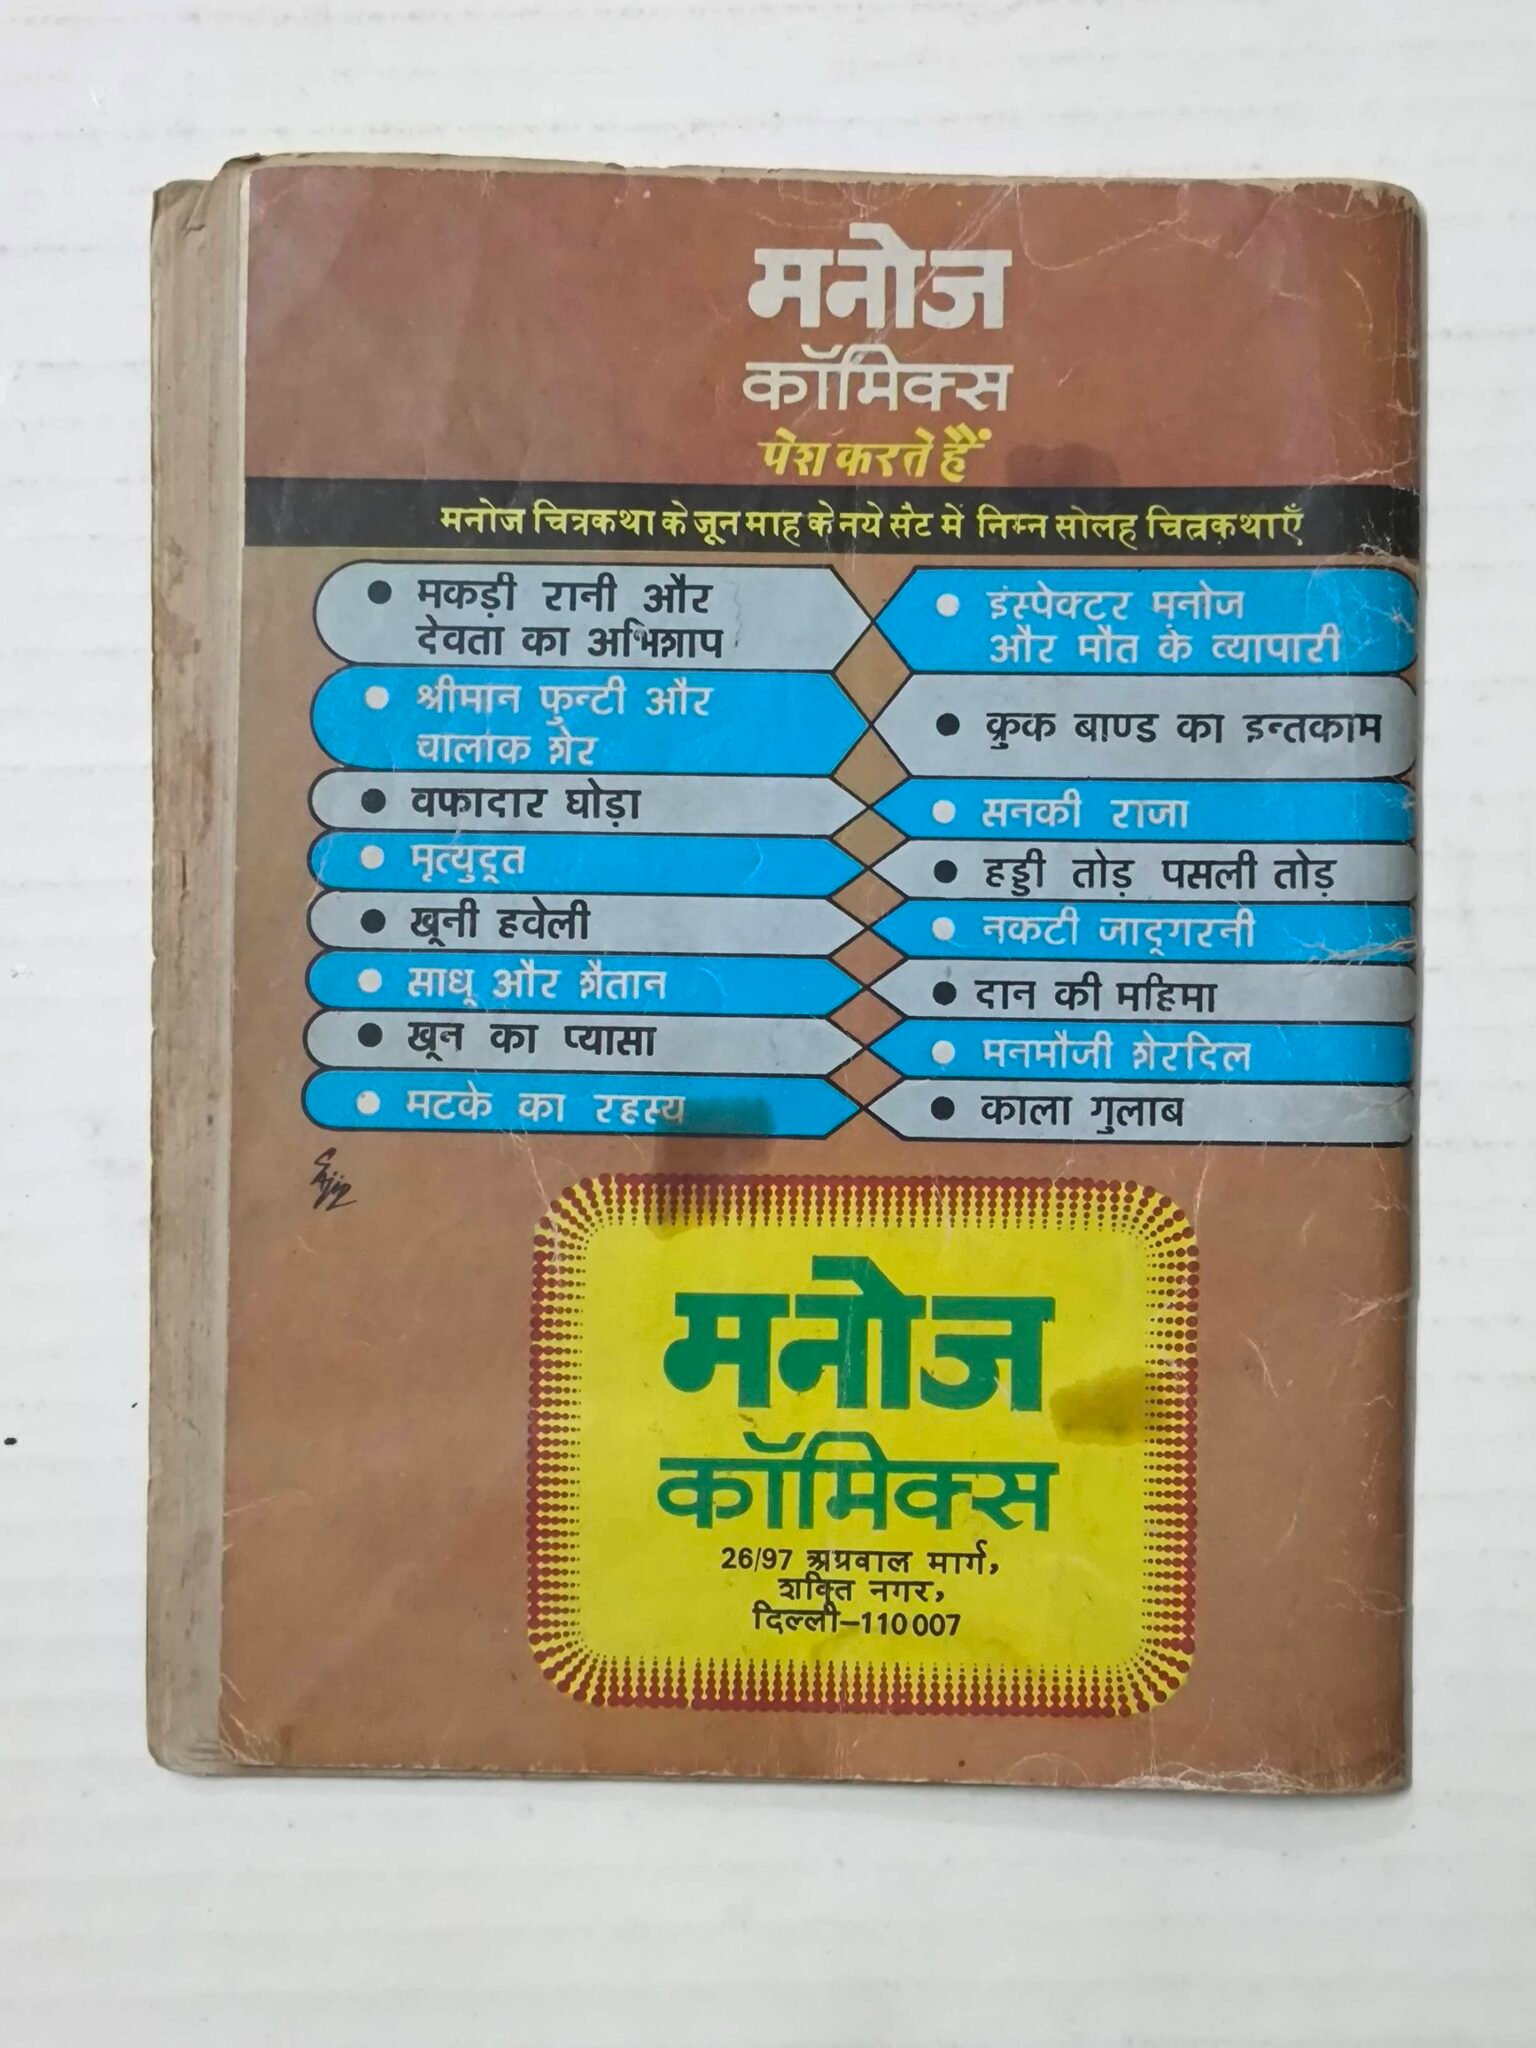 मनोज
कॉमिक्स
पेश करते हैं
मनोज चित्रकथा के जून माह के नये सैट में निम्न सोलह चित्रकथाएँ
● मकड़ी रानी और
देवता का अभिशाप
● श्रीमान फुन्टी और
चालाक शेर
● वफादार घोड़ा
● मृत्युदूत
● खूनी हवेली
● साधू और शैतान
● खून का प्यासा
● मटके का रहस्य
● इंस्पेक्टर मनोज
और मौत के व्यापारी
● क्रुक बाण्ड का इन्तकाम
● सनकी राजा
● हड्डी तोड़ पसली तोड़
● नकटी जादूगरनी
● दान की महिमा
● मनमौजी शेरदिल
● काला गुलाब
मनोज
कॉमिक्स
26/97 अग्रवाल मार्ग,
शक्ति नगर,
दिल्ली-110007